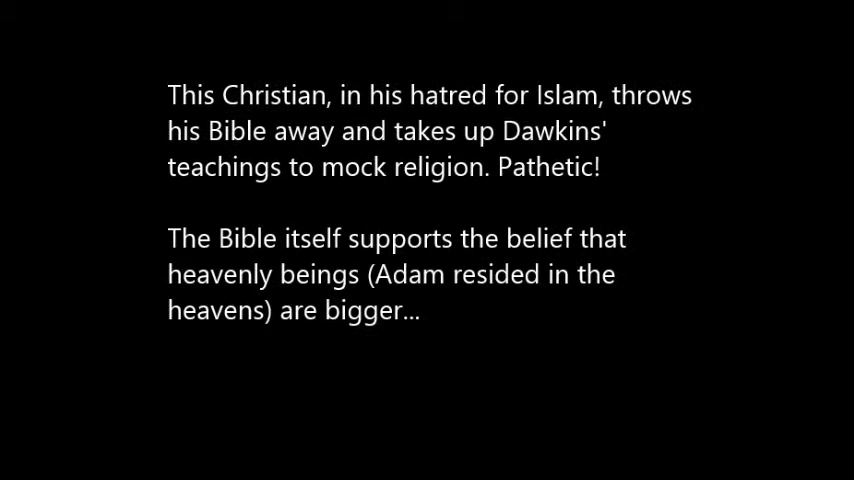 This Christian, in his hatred for Islam, throws
his Bible away and takes up Dawkins'
teachings to mock religion. Pathetic!
The Bible itself supports the belief that
heavenly beings (Adam resided in the
heavens) are bigger...